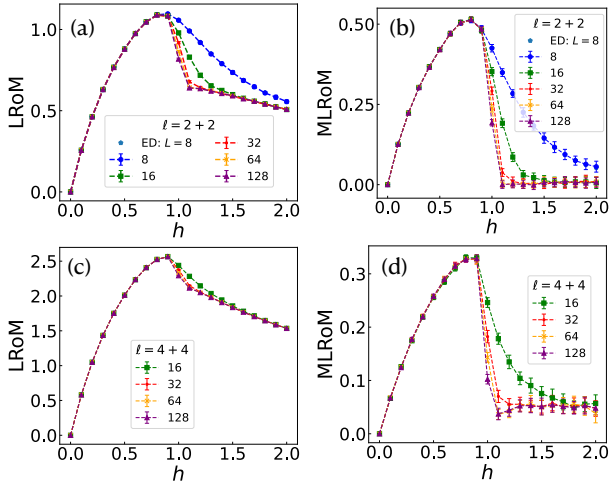 (a)
LRoM
1.0
0.5
0.0
ℓ = 2 + 2
ED: L = 8
8
16
32
64
128
0.0 0.5 1.0 1.5 2.0
h
(b)
MLRoM
0.50
0.25
0.00
ℓ = 2 + 2
ED: L = 8
8
16
32
64
128
0.0 0.5 1.0 1.5 2.0
h
(c)
LRoM
2.5
2.0
1.5
1.0
0.5
0.0
ℓ = 4 + 4
16
32
64
128
0.0 0.5 1.0 1.5 2.0
h
(d)
MLRoM
0.3
0.2
0.1
0.0
ℓ = 4 + 4
16
32
64
128
0.0 0.5 1.0 1.5 2.0
h